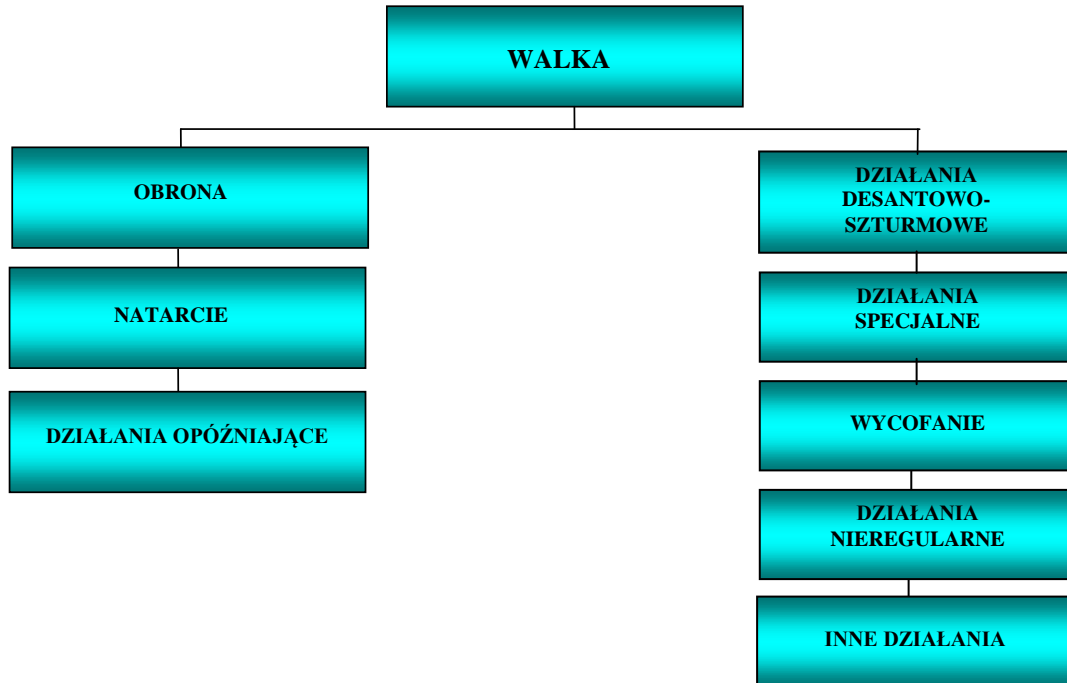 WALKA
OBRONA
NATARCIE
DZIAŁANIA OPÓŹNIAJĄCE
DZIAŁANIA
DESANTOWO-
SZTURMOWE
DZIAŁANIA
SPECJALNE
WYCOFANIE
DZIAŁANIA
NIEREGULARNE
INNE DZIAŁANIA